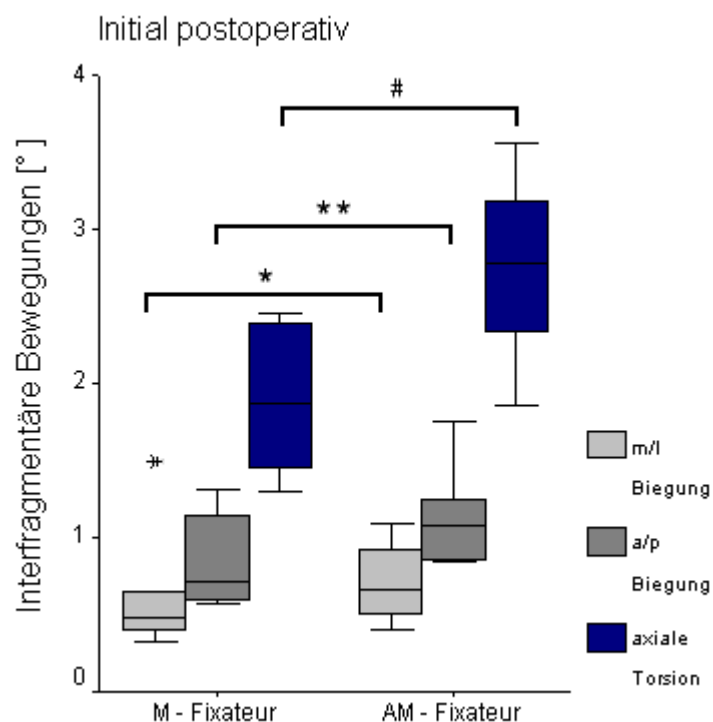 Initial postoperativ
Interfragmentäre Bewegungen [°]
4
3
2
1
0
#
**
*
M - Fixateur
AM - Fixateur
m/l
Biegung
a/p
Biegung
axiale
Torsion